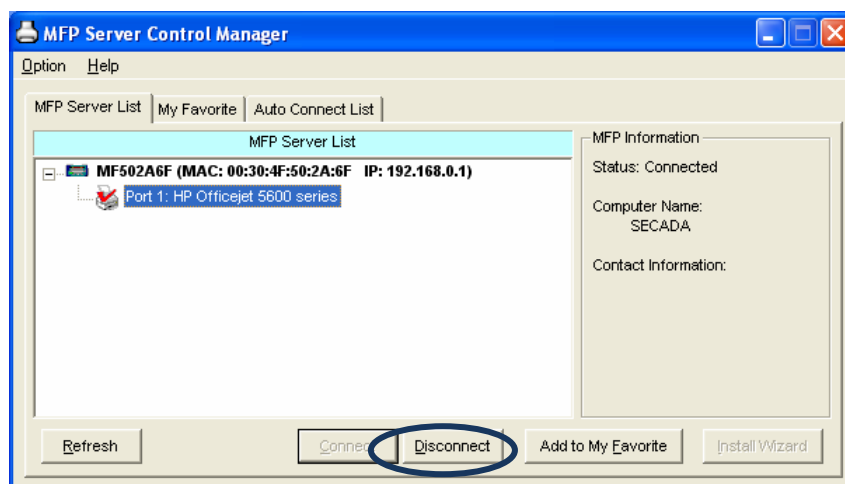 MFP Server Control Manager
Option Help
MFP Server List My Favorite Auto Connect List
MFP Server List
MF502A6F (MAC: 00:30:4F:50:2A:6F IP: 192.168.0.1)
Port 1: HP Officejet 5600 series
MFP Information
Status: Connected
Computer Name:
SECADA
Contact Information:
Refresh Connect Disconnect Add to My Favorite Install Wizard